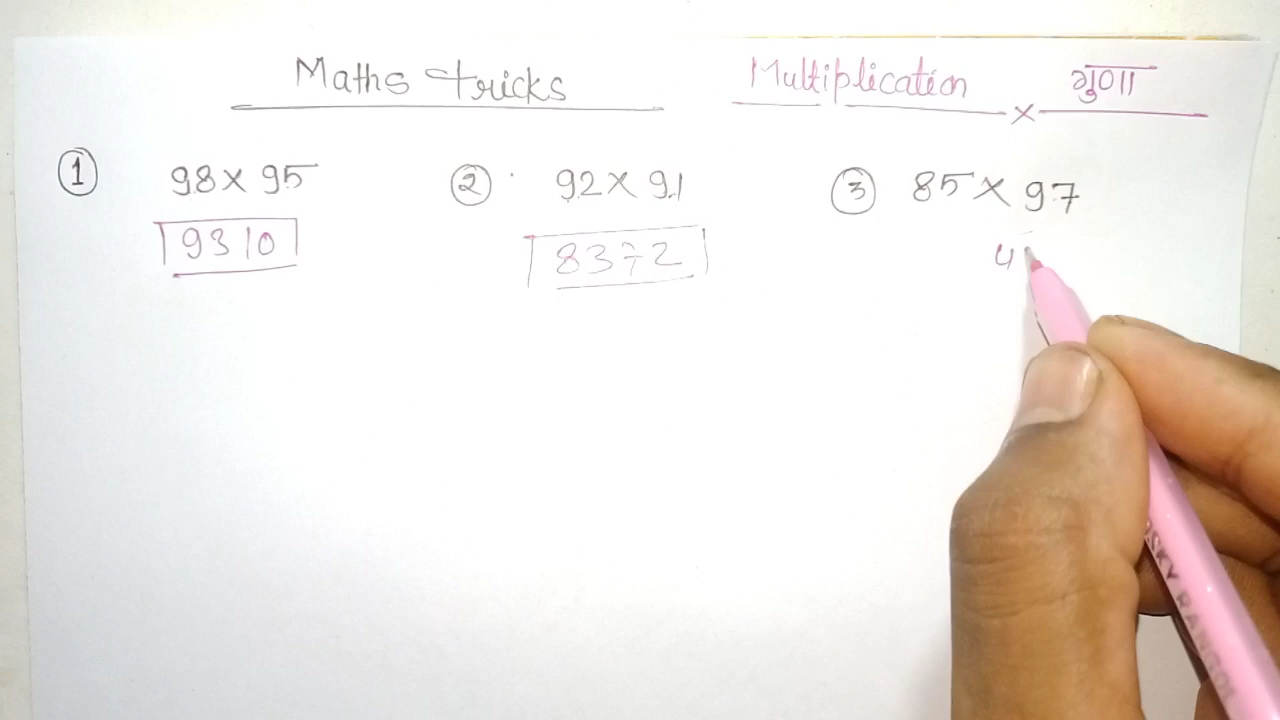 Maths tricks Multiplication × गुणा
① 98 × 95 ② 92 × 91 ③ 85 × 97
9310 8372 4